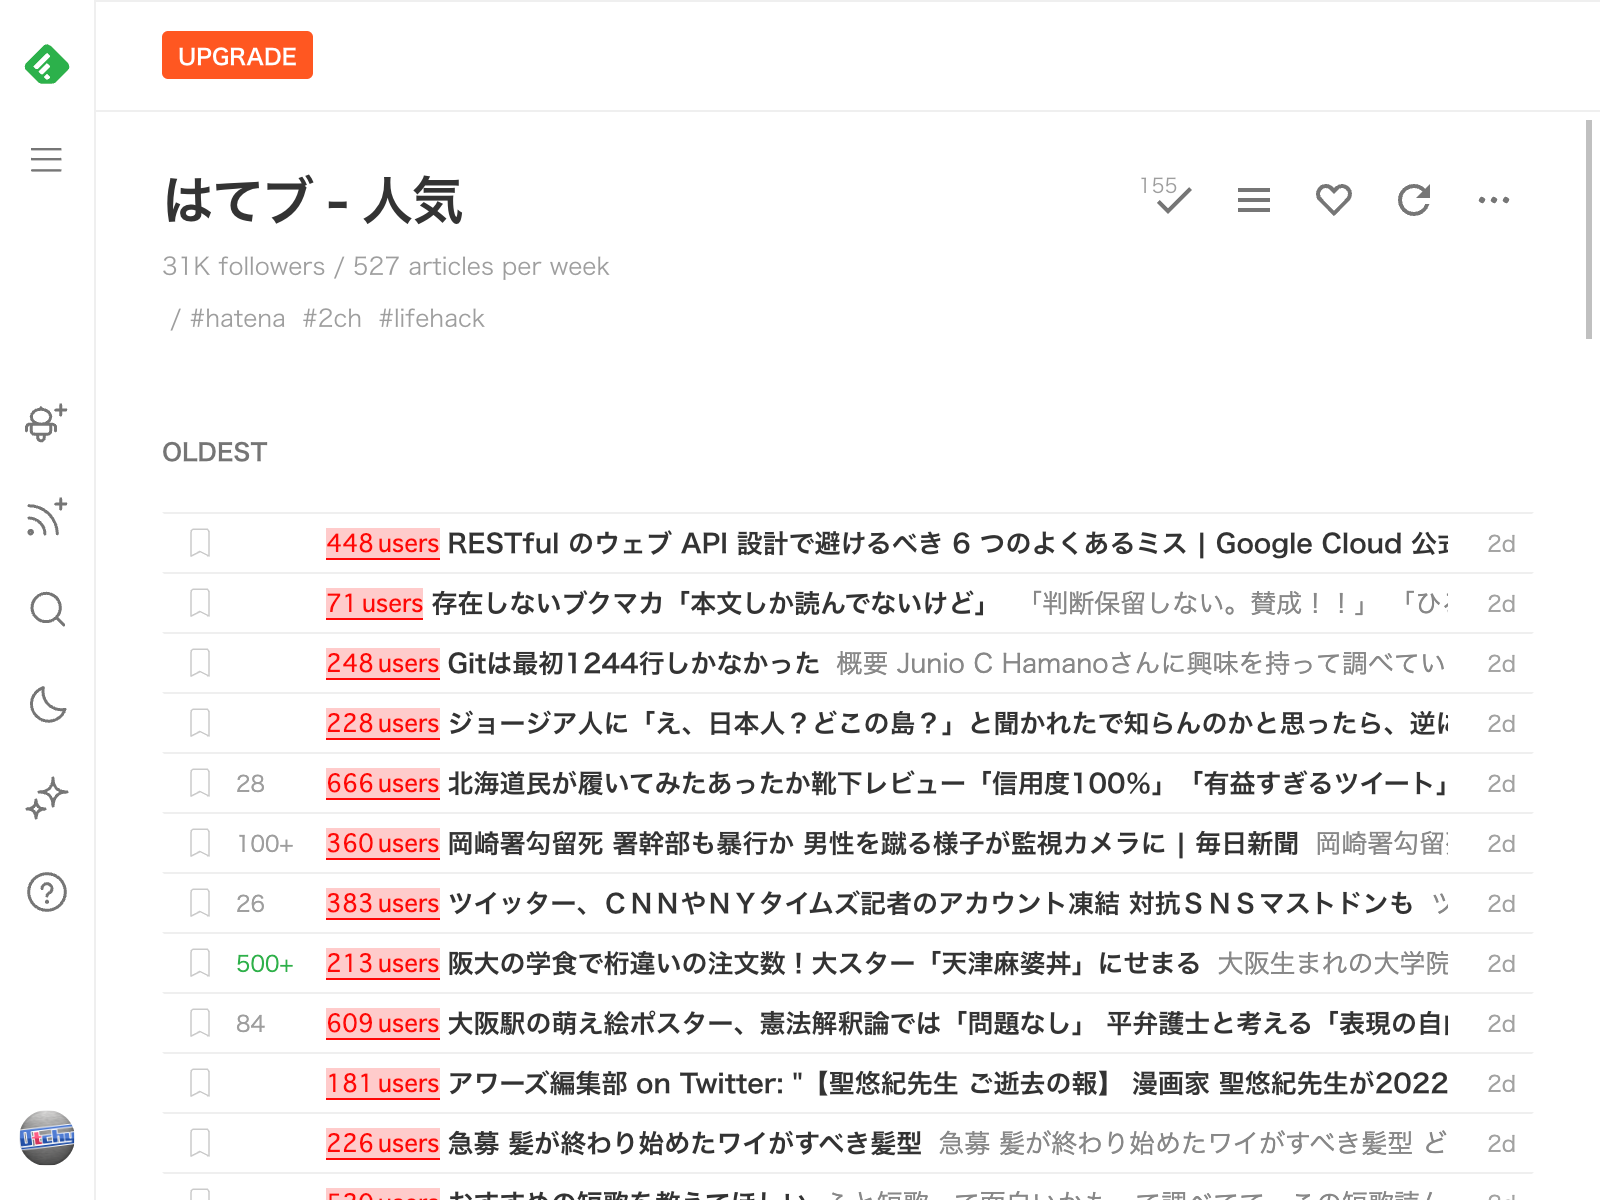 UPGRADE
はてブ - 人気
155
31K followers / 527 articles per week
/ #hatena #2ch #lifehack
OLDEST
448 users RESTful のウェブ API 設計で避けるべき 6 つのよくあるミス | Google Cloud 公式 2d
71 users 存在しないブクマカ「本文しか読んでないけど」 「判断保留しない。賛成！！」 「ひ 2d
248 users Gitは最初1244行しかなかった 概要 Junio C Hamanoさんに興味を持って調べてい 2d
228 users ジョージア人に「え、日本人？どこの島？」と聞かれたで知らんのかと思ったら、逆に 2d
28 666 users 北海道民が履いてみたあったか靴下レビュー「信用度100%」「有益すぎるツイート」 2d
100+ 360 users 岡崎署勾留死 署幹部も暴行か 男性を蹴る様子が監視カメラに | 毎日新聞 岡崎署勾留 2d
26 383 users ツイッター、ＣＮＮやＮＹタイムズ記者のアカウント凍結 対抗ＳＮＳマストドンも ツ 2d
500+ 213 users 阪大の学食で桁違いの注文数！大スター「天津麻婆丼」にせまる 大阪生まれの大学院 2d
84 609 users 大阪駅の萌え絵ポスター、憲法解釈論では「問題なし」 平弁護士と考える「表現の自由 2d
181 users アワーズ編集部 on Twitter: "【聖悠紀先生 ご逝去の報】 漫画家 聖悠紀先生が2022 2d
226 users 急募 髪が終わり始めたワイがすべき髪型 急募 髪が終わり始めたワイがすべき髪型 ど 2d
おすすめの短歌を教えてほしい